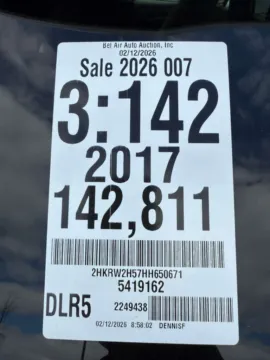 Bel Air Auto Auction, Inc
02/12/2026
Sale 2026 007
3:142
2017
142,811
2HKRW2H57HH650671
5419162
DLR5
2249438
02/12/2026 8:58:02 DENNISF